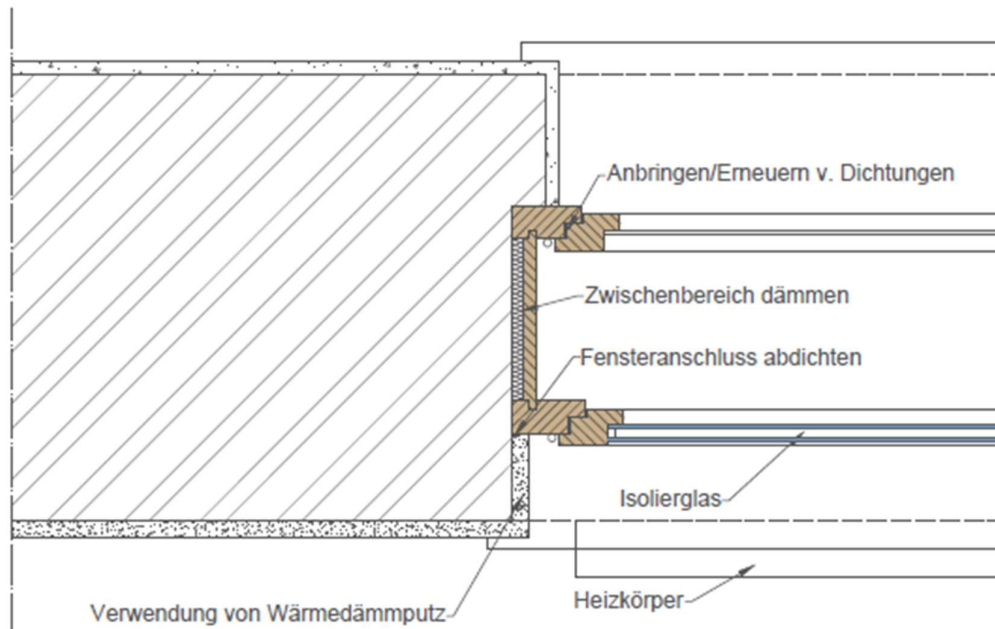 Anbringen/Erneuern v. Dichtungen
Zwischenbereich dämmen
Fensteranschluss abdichten
Isolierglas
Heizkörper
Verwendung von Wärmedämmputz